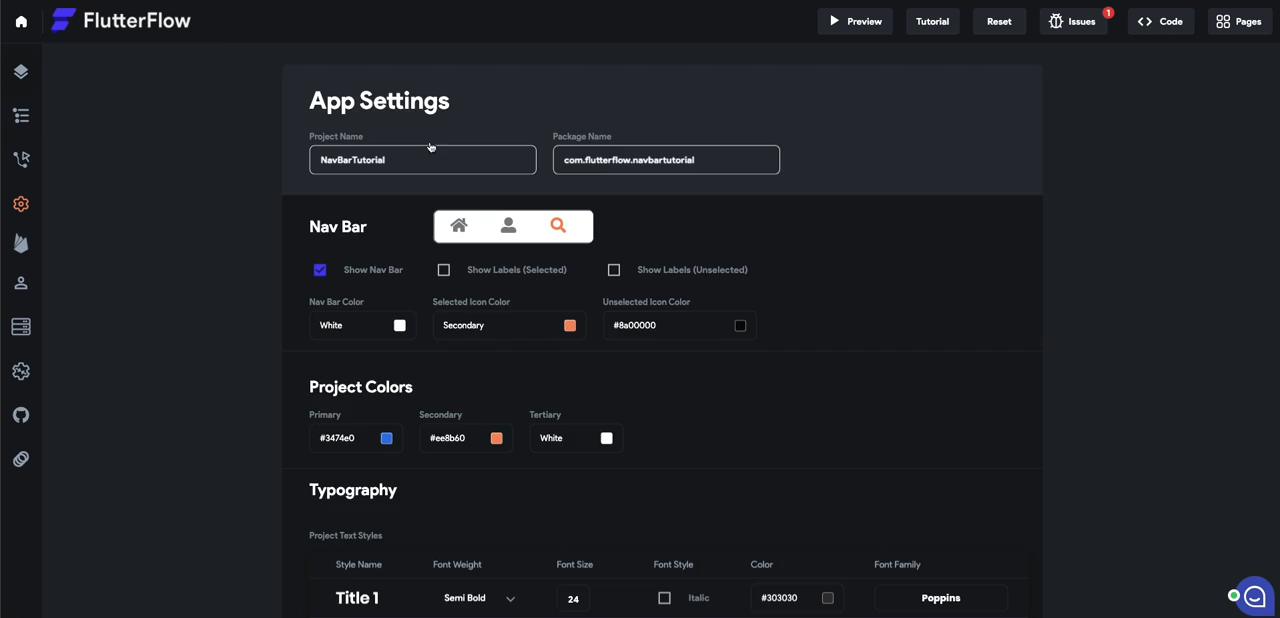 FlutterFlow
Preview
Tutorial
Reset
Issues
1
Code
Pages
App Settings
Project Name
Package Name
NavBarTutorial
com.flutterflow.navbartutorial
Nav Bar
Show Nav Bar
Show Labels (Selected)
Show Labels (Unselected)
Nav Bar Color
Selected Icon Color
Unselected Icon Color
White
Secondary
#8a00000
Project Colors
Primary
Secondary
Tertiary
#3474e0
#ee8b60
White
Typography
Project Text Styles
Style Name
Font Weight
Font Size
Font Style
Color
Font Family
Title 1
Semi Bold
24
Italic
#303030
Poppins